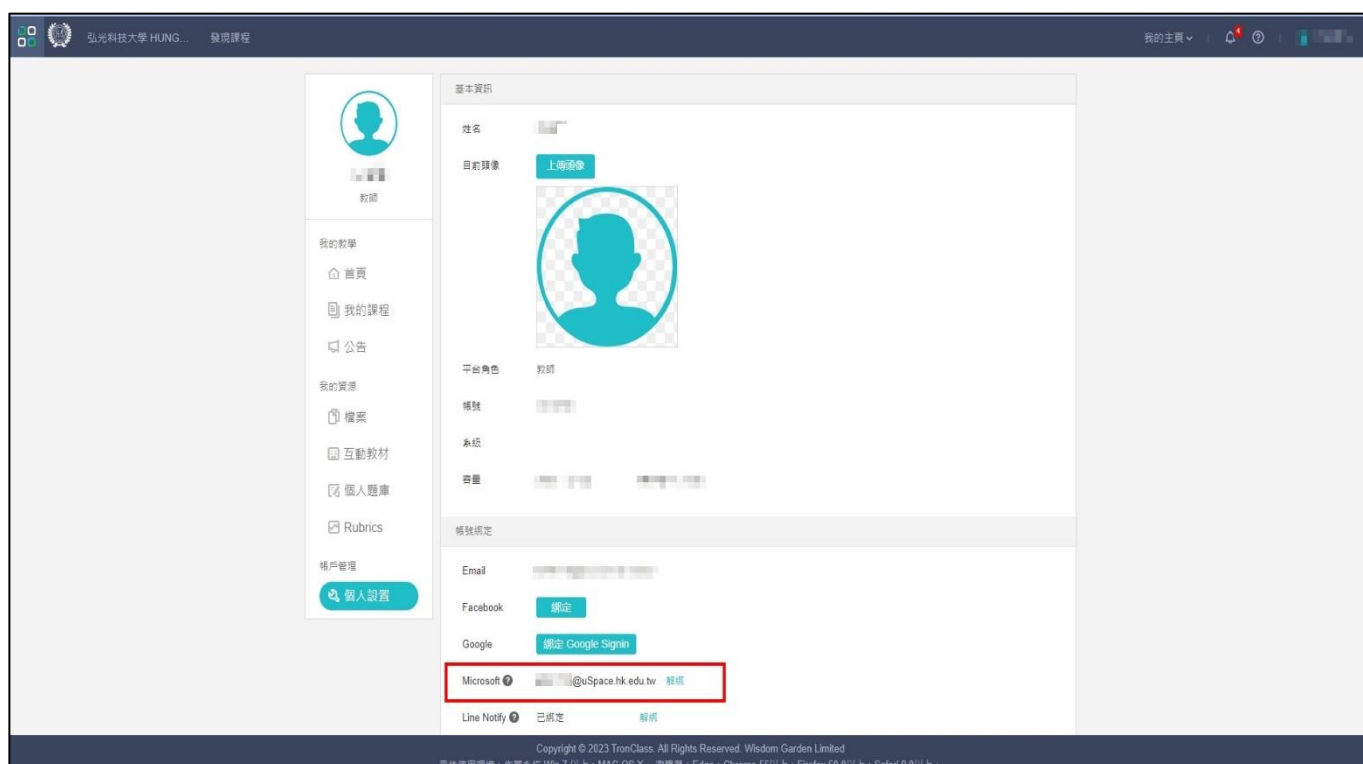 弘光科技大學 HUNG... 發現課程 我的主頁 4
教師
我的教學
首頁
我的課程
公告
我的資源
檔案
互動教材
個人題庫
Rubrics
帳戶管理
個人設置
基本資訊
姓名
目前頭像 上傳頭像
平台角色 教師
帳號
系級
容量
帳號綁定
Email
Facebook 綁定
Google 綁定 Google Signin
Microsoft @uSpace.hk.edu.tw 解綁
Line Notify 已綁定 解綁
Copyright © 2023 TronClass. All Rights Reserved. Wisdom Garden Limited